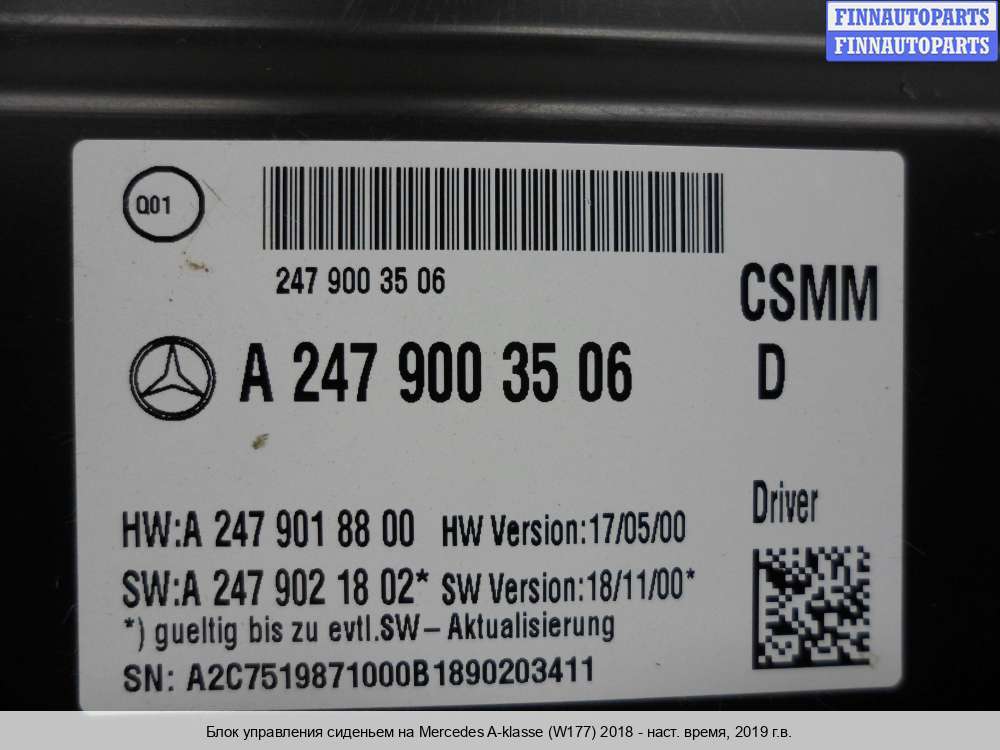 FINNAUTOPARTS
FINNAUTOPARTS
Q01
247 900 35 06
CSMM
A 247 900 35 06
D
Driver
HW:A 247 901 88 00 HW Version:17/05/00
SW:A 247 902 18 02* SW Version:18/11/00*
*) gueltig bis zu evtl.SW–Aktualisierung
SN: A2C7519871000B1890203411
Блок управления сиденьем на Mercedes A-klasse (W177) 2018 - наст. время, 2019 г.в.